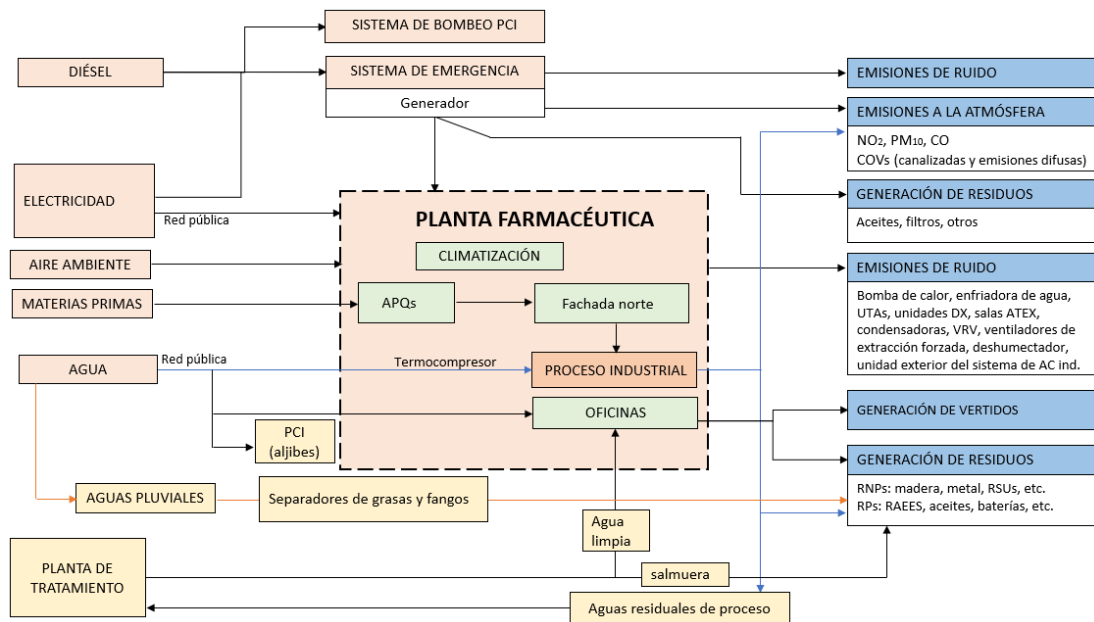 SISTEMA DE BOMBEO PCI
DIÉSEL
SISTEMA DE EMERGENCIA
Generador
EMISIONES DE RUIDO
EMISIONES A LA ATMÓSFERA
NO₂, PM₁₀, CO
COVs (canalizadas y emisiones difusas)
ELECTRICIDAD
Red pública
GENERACIÓN DE RESIDUOS
Aceites, filtros, otros
PLANTA FARMACÉUTICA
CLIMATIZACIÓN
AIRE AMBIENTE
MATERIAS PRIMAS
APQs
Fachada norte
EMISIONES DE RUIDO
Bomba de calor, enfriadora de agua,
UTAs, unidades DX, salas ATEX,
condensadoras, VRV, ventiladores de
extracción forzada, deshumectador,
unidad exterior del sistema de AC ind.
AGUA
Red pública
Termocompresor
PROCESO INDUSTRIAL
OFICINAS
GENERACIÓN DE VERTIDOS
PCI
(aljibes)
GENERACIÓN DE RESIDUOS
RNPs: madera, metal, RSUs, etc.
RPs: RAEES, aceites, baterías, etc.
AGUAS PLUVIALES
Separadores de grasas y fangos
Agua
limpia
PLANTA DE
TRATAMIENTO
salmuera
Aguas residuales de proceso